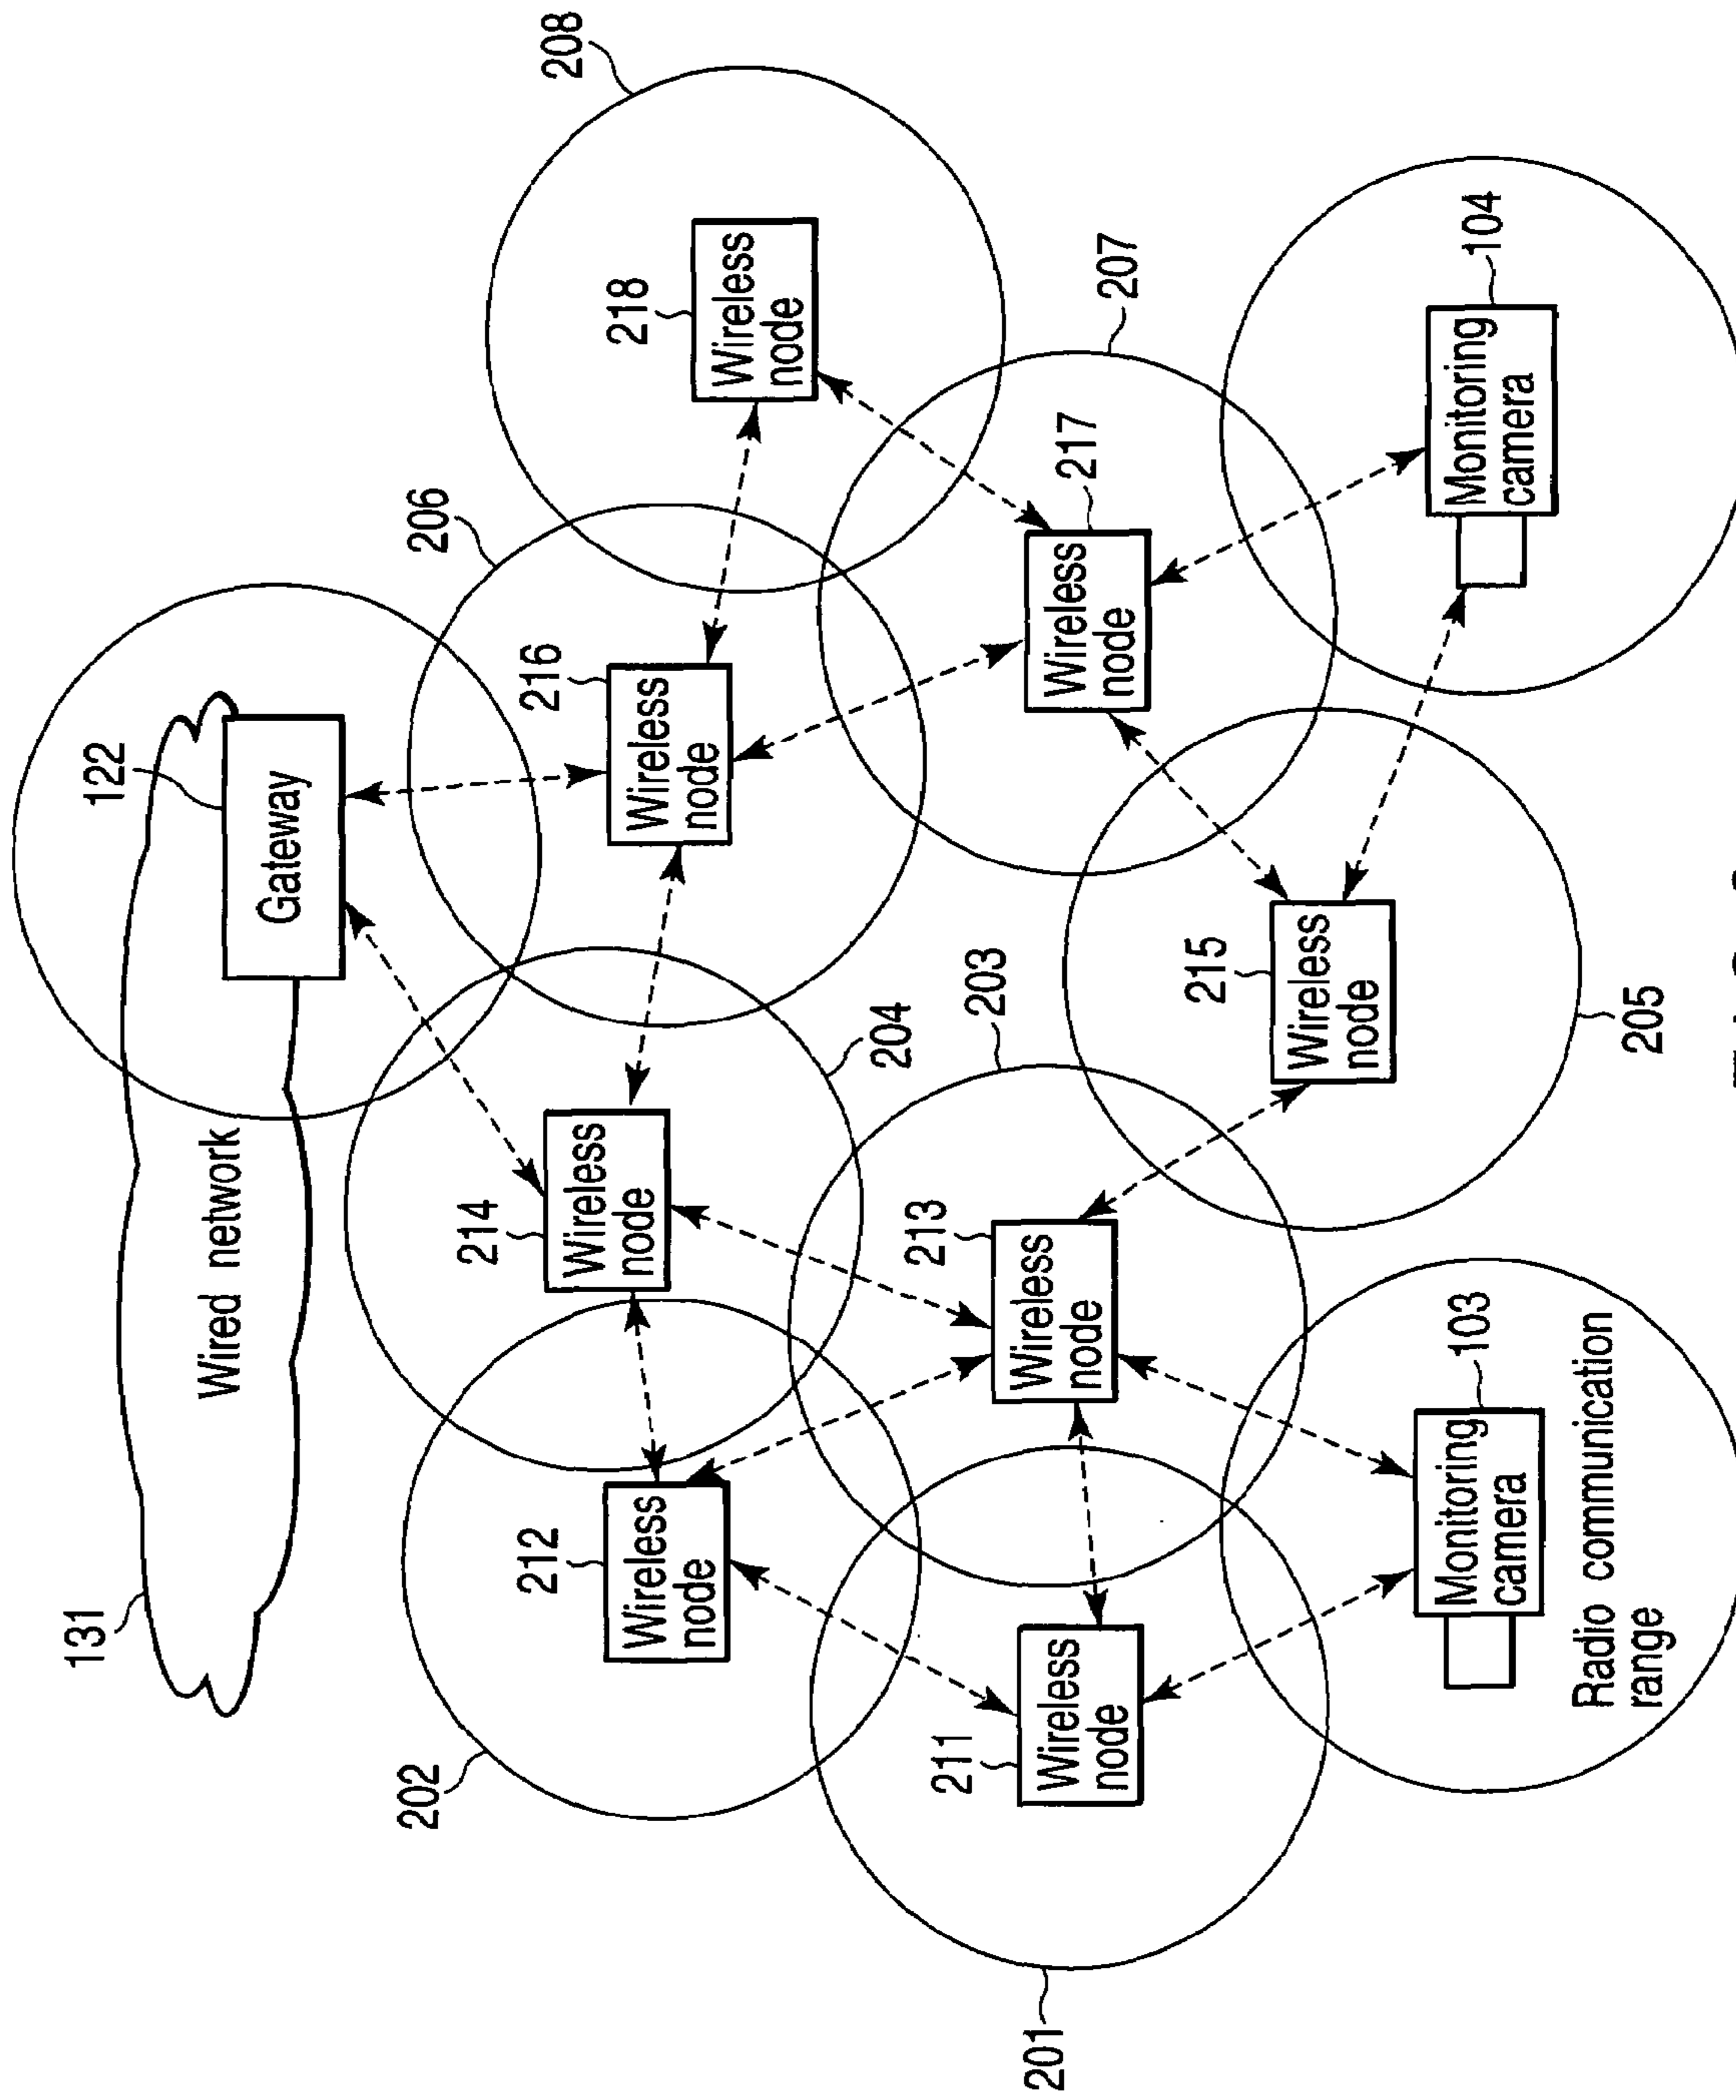 131
Wired network
122
Gateway
202
212
Wireless
node
214
Wireless
node
216
Wireless
node
206
208
218
Wireless
node
204
201
211
Wireless
node
213
Wireless
node
203
217
Wireless
node
207
215
Wireless
node
205
103
Monitoring
camera
Radio communication
range
104
Monitoring
camera